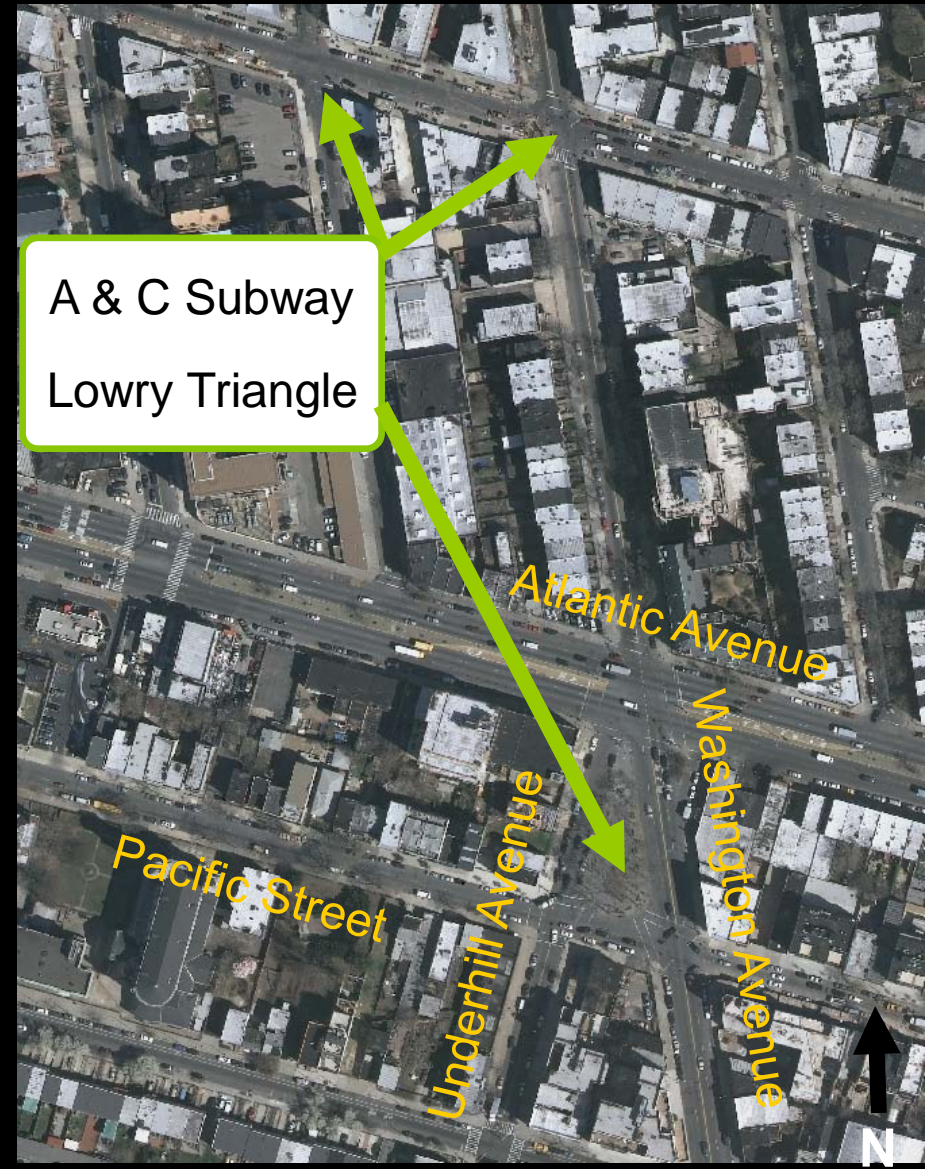 A & C Subway
Lowry Triangle
Atlantic Avenue
Washington Avenue
Underhill Avenue
Pacific Street
N